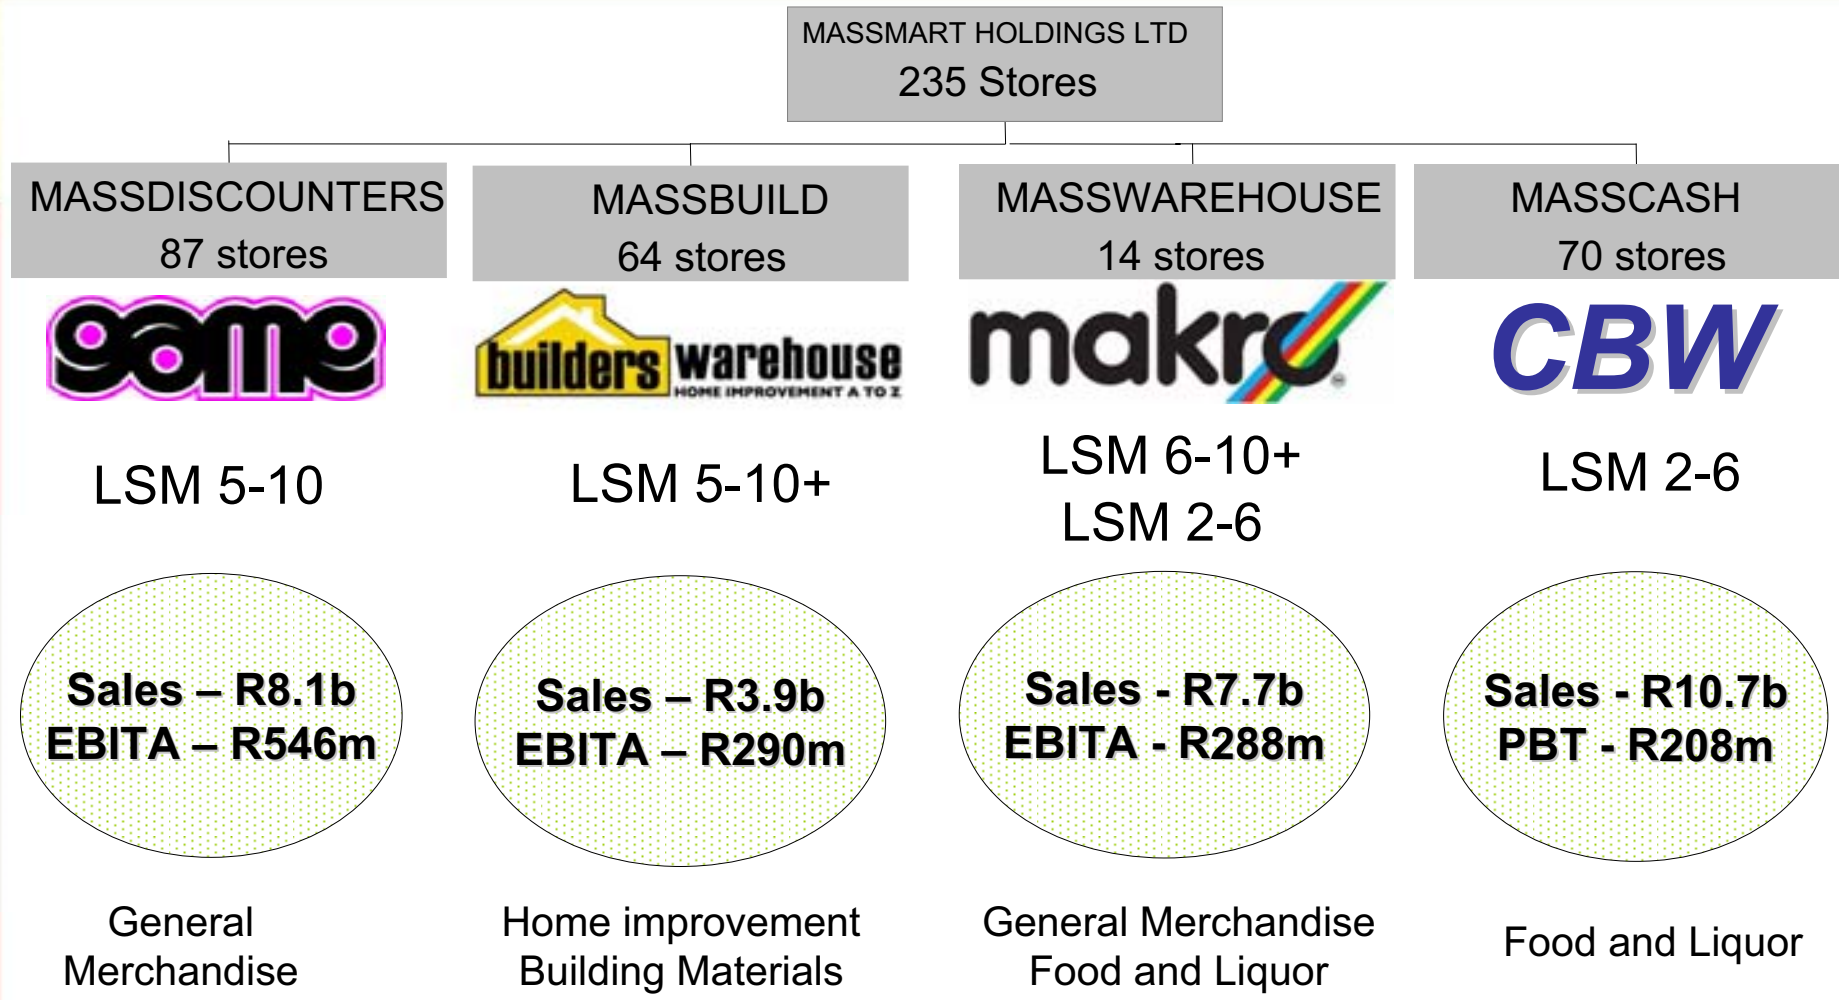 MASSMART HOLDINGS LTD
235 Stores
MASSDISCOUNTERS
87 stores
game
LSM 5-10
Sales – R8.1b
EBITA – R546m
General
Merchandise
MASSBUILD
64 stores
builders warehouse
HOME IMPROVEMENT A TO Z
LSM 5-10+
Sales – R3.9b
EBITA – R290m
Home improvement
Building Materials
MASSWAREHOUSE
14 stores
makro
LSM 6-10+
LSM 2-6
Sales - R7.7b
EBITA - R288m
General Merchandise
Food and Liquor
MASSCASH
70 stores
CBW
LSM 2-6
Sales - R10.7b
PBT - R208m
Food and Liquor